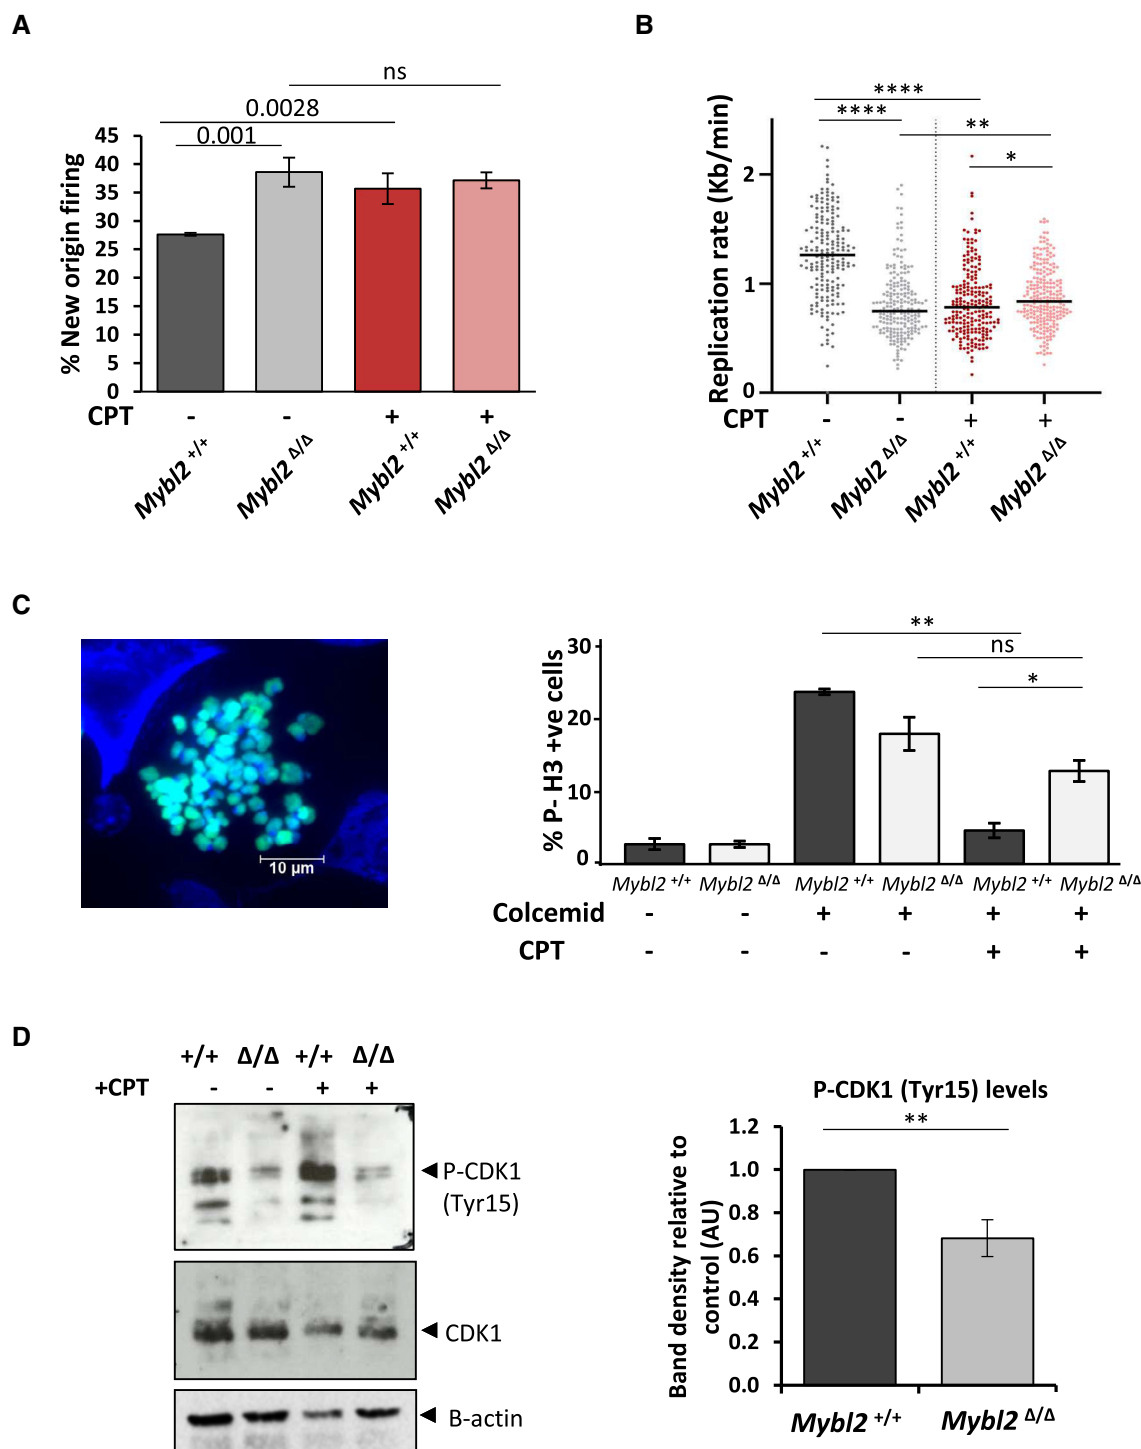 A
ns
0.0028
0.001
45
40
35
30
25
20
15
10
5
0
% New origin firing
CPT - - + +
Mybl2 +/+ Mybl2 Δ/Δ Mybl2 +/+ Mybl2 Δ/Δ
B
****
****
**
*
2
1
0
Replication rate (Kb/min)
CPT - - + +
Mybl2 +/+ Mybl2 Δ/Δ Mybl2 +/+ Mybl2 Δ/Δ
C
10 µm
**
ns
*
30
20
10
0
% P- H3 +ve cells
Mybl2 +/+ Mybl2 Δ/Δ Mybl2 +/+ Mybl2 Δ/Δ Mybl2 +/+ Mybl2 Δ/Δ
Colcemid - - + + + +
CPT - - - - + +
D
+/+ Δ/Δ +/+ Δ/Δ
+CPT - - + +
P-CDK1
(Tyr15)
CDK1
B-actin
P-CDK1 (Tyr15) levels
**
1.2
1.0
0.8
0.6
0.4
0.2
0.0
Band density relative to
control (AU)
Mybl2 +/+ Mybl2 Δ/Δ